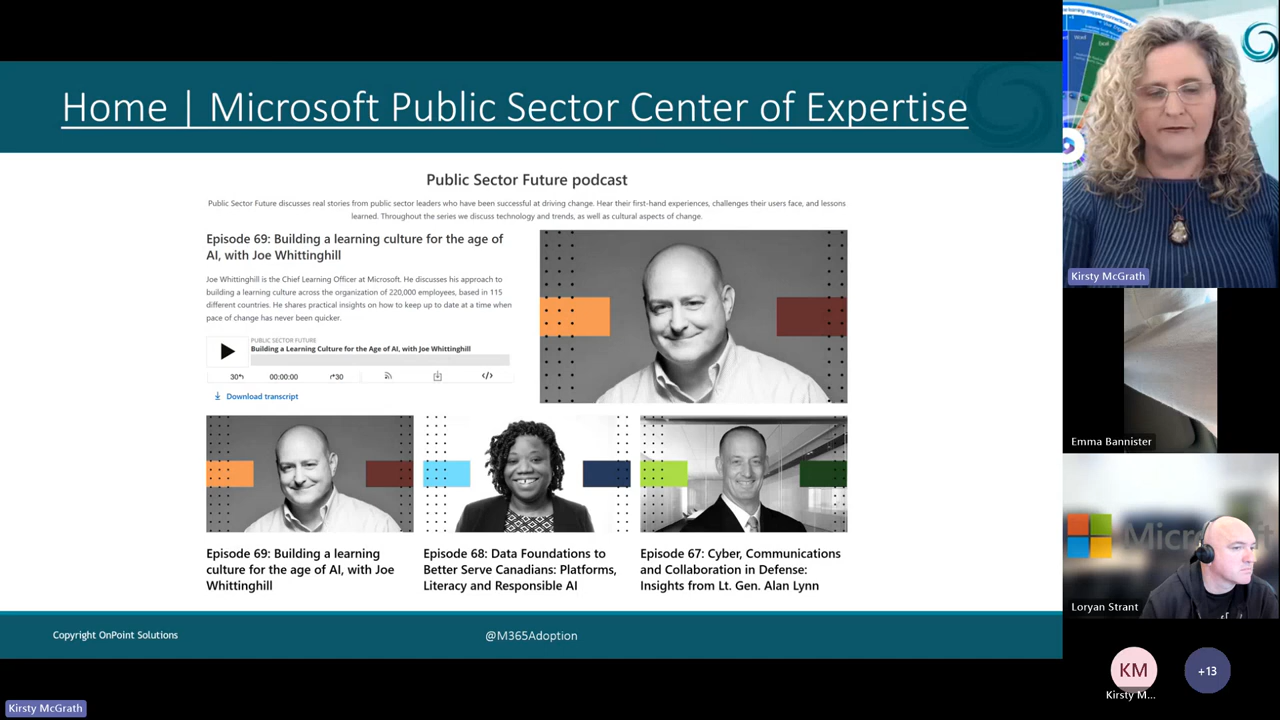 Home | Microsoft Public Sector Center of Expertise
Public Sector Future podcast
Public Sector Future discusses real stories from public sector leaders who have been successful at driving change. Hear their first-hand experiences, challenges their users face, and lessons
learned. Throughout the series we discuss technology and trends, as well as cultural aspects of change.
Episode 69: Building a learning culture for the age of
AI, with Joe Whittinghill
Joe Whittinghill is the Chief Learning Officer at Microsoft. He discusses his approach to
building a learning culture across the organization of 220,000 employees, based in 115
different countries. He shares practical insights on how to keep up to date at a time when
pace of change has never been quicker.
PUBLIC SECTOR FUTURE
Building a Learning Culture for the Age of AI, with Joe Whittinghill
30 00:00:00 30 </>
Download transcript
Episode 69: Building a learning
culture for the age of AI, with Joe
Whittinghill
Episode 68: Data Foundations to
Better Serve Canadians: Platforms,
Literacy and Responsible AI
Episode 67: Cyber, Communications
and Collaboration in Defense:
Insights from Lt. Gen. Alan Lynn
Copyright OnPoint Solutions
@M365Adoption
Kirsty McGrath
Word
Excel
Kirsty McGrath
Emma Bannister
Micro
Loryan Strant
KM
Kirsty M...
+13